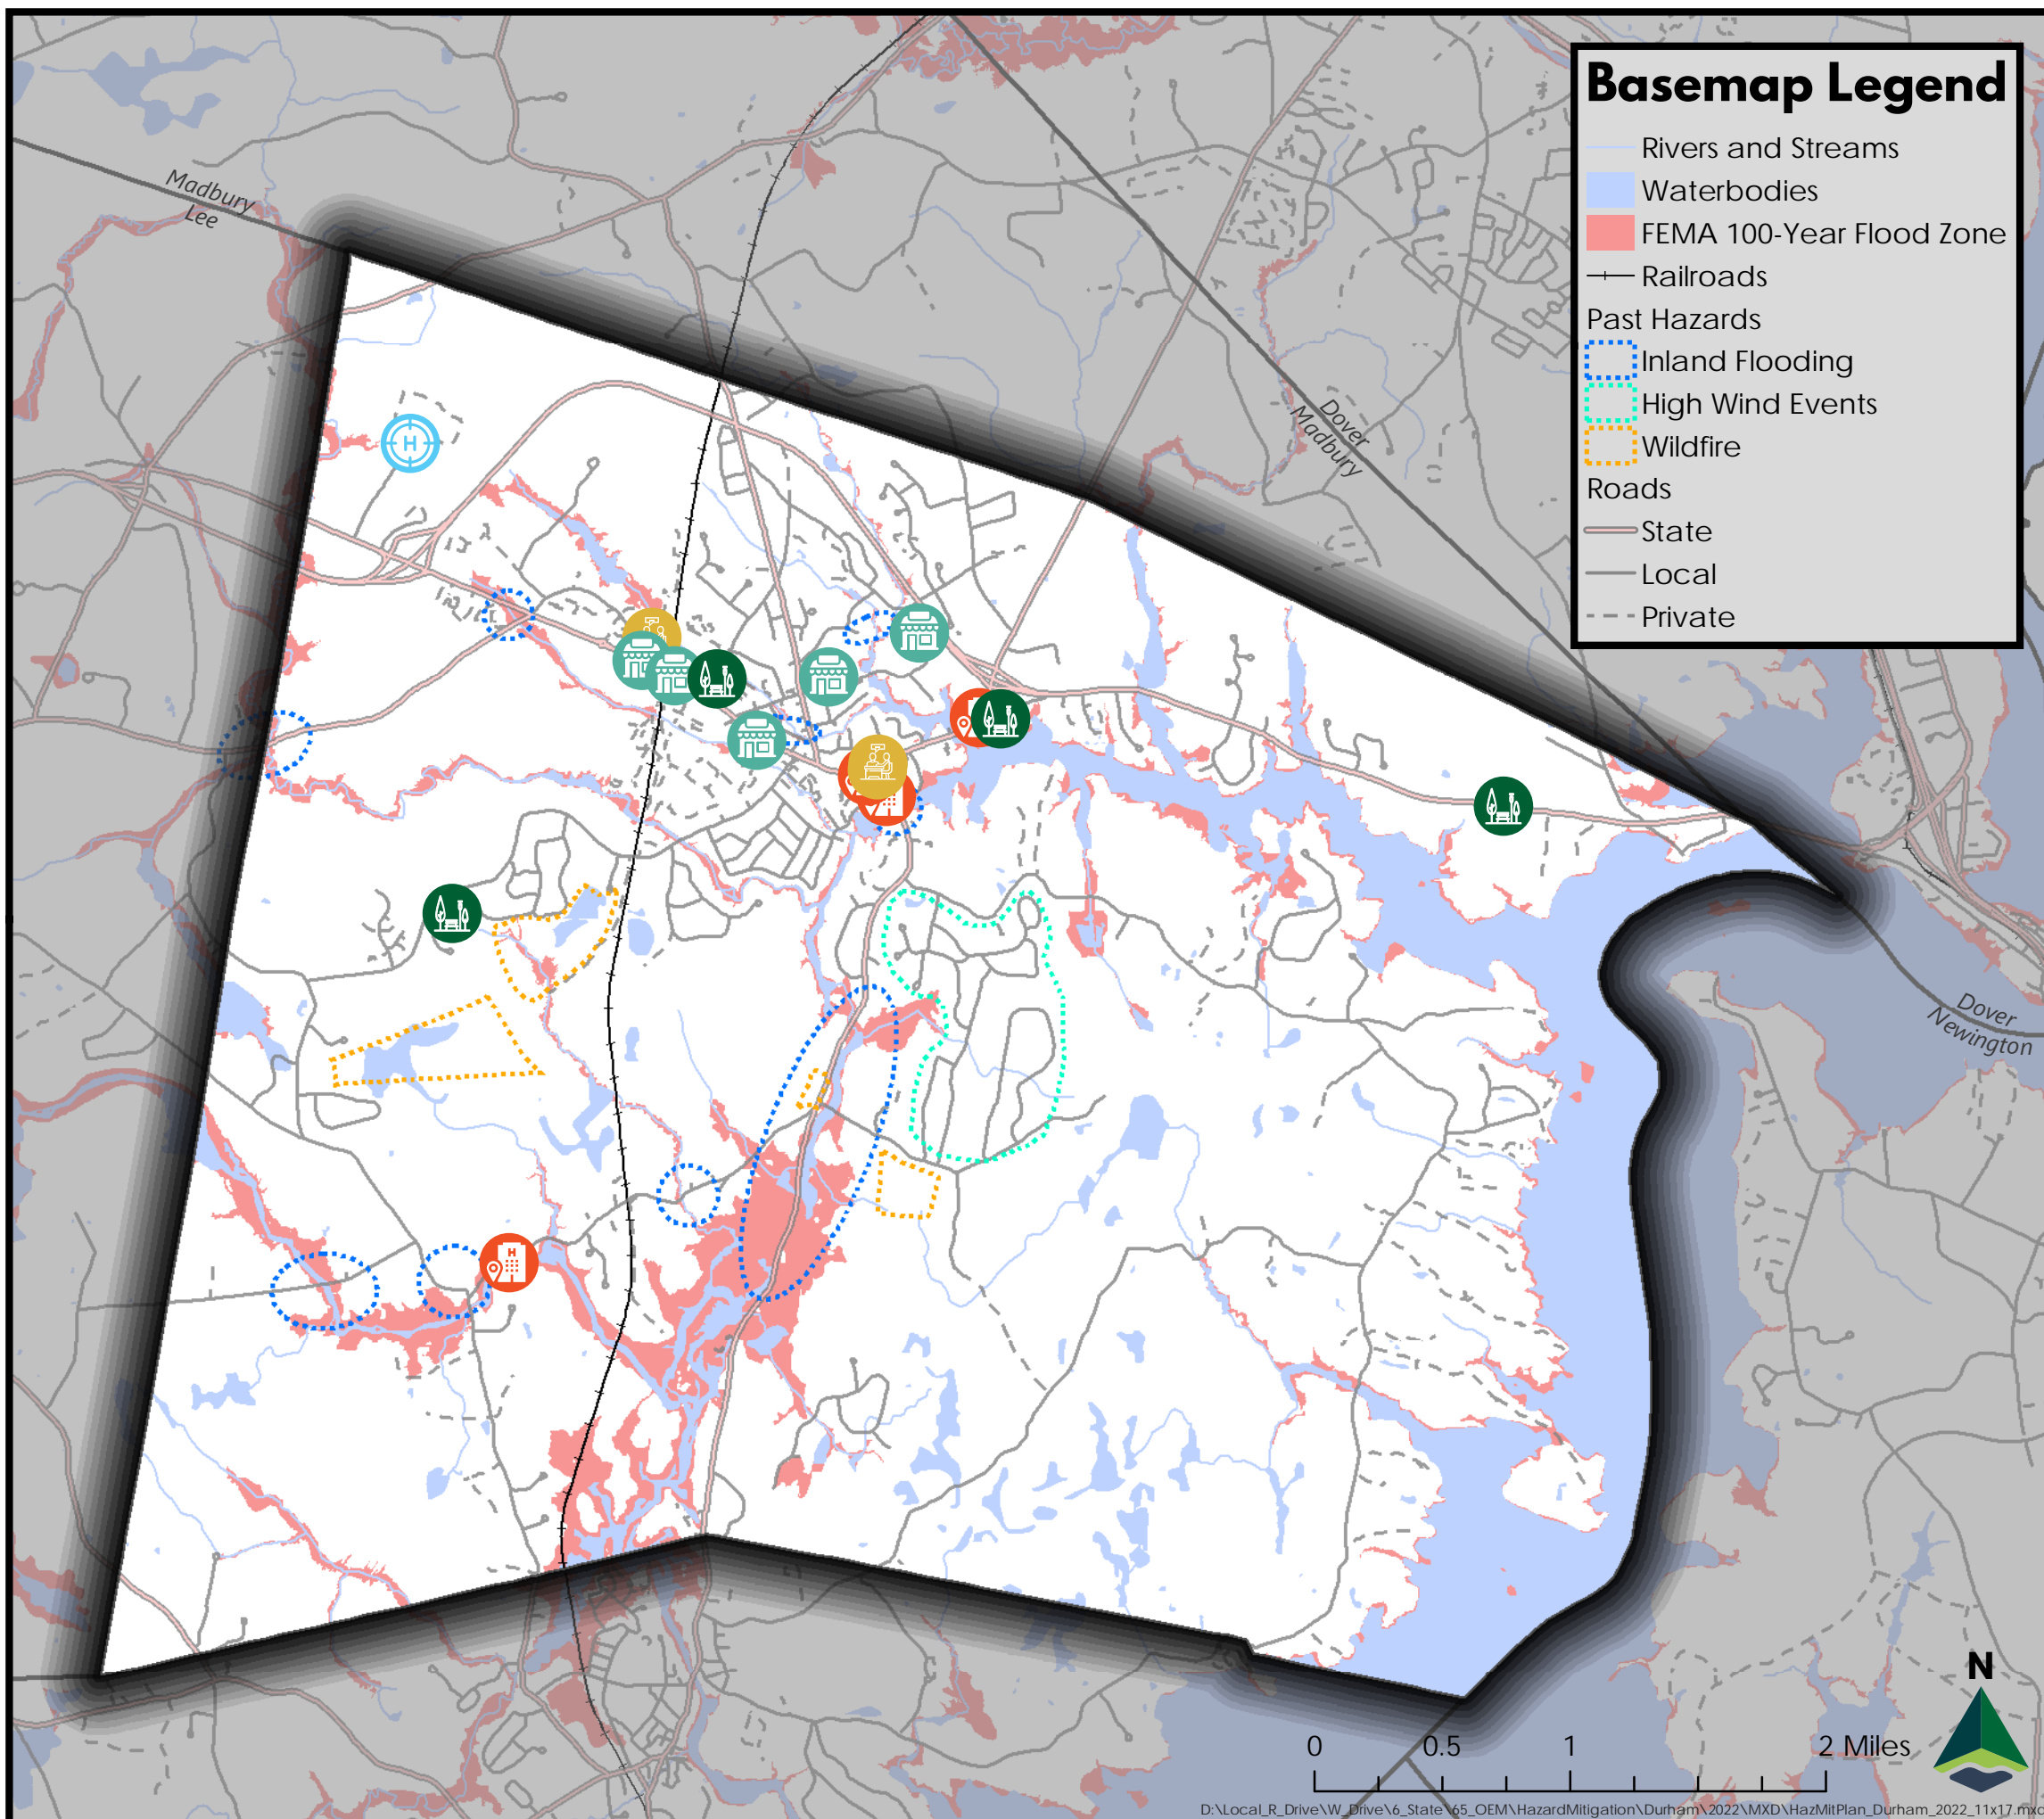 Basemap Legend
Rivers and Streams
Waterbodies
FEMA 100-Year Flood Zone
Railroads
Past Hazards
Inland Flooding
High Wind Events
Wildfire
Roads
State
Local
Private
Madbury
Lee
Dover
Madbury
H
Dover
Newington
H
N
0 0.5 1 2 Miles
D:\Local_R_Drive\W_Drive\6_State\65_OEM\HazardMitigation\Durham\2022\MXD\HazMitPlan_Durham_2022_11x17.mxd